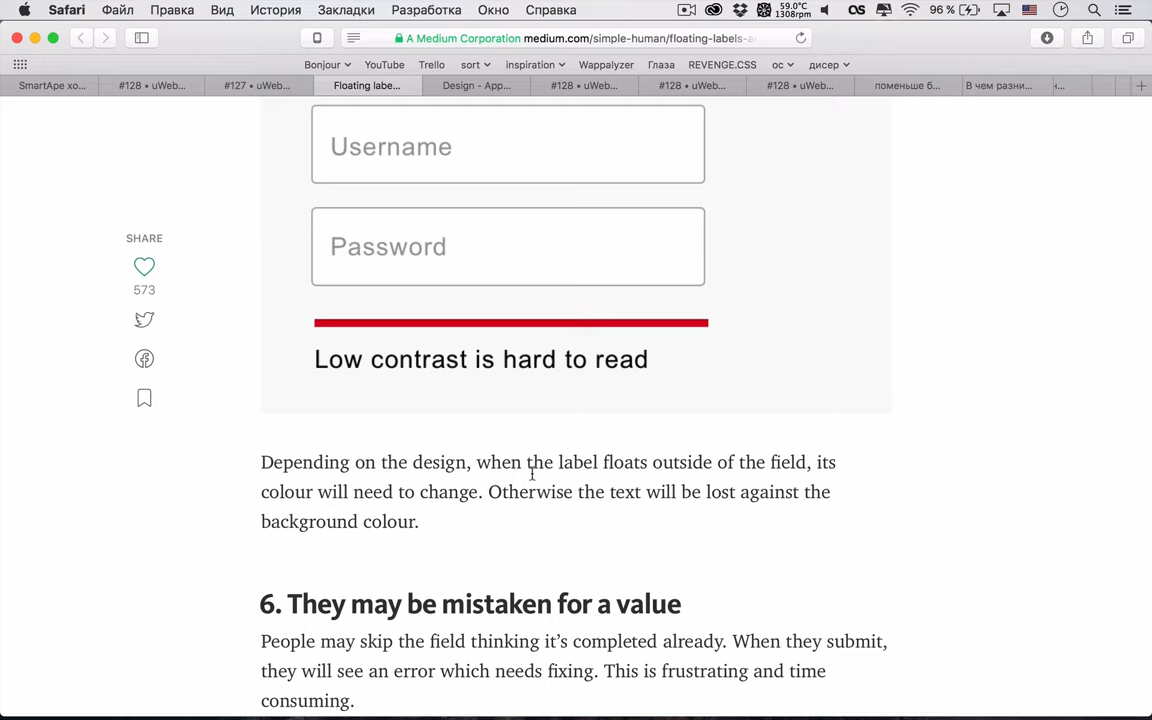 Safari Файл Правка Вид История Закладки Разработка Окно Справка 59.0°C 1308rpm 96 %
A Medium Corporation medium.com/simple-human/floating-labels-a
Bonjour YouTube Trello sort inspiration Wappalyzer Глаза REVENGE.CSS ос дисер
SmartApe хо... #128 • uWeb... #127 • uWeb... Floating labe... Design - App... #128 • uWeb... #128 • uWeb... #128 • uWeb... поменьше б... В чем разни...
Username
Password
SHARE
573
Low contrast is hard to read
Depending on the design, when the label floats outside of the field, its
colour will need to change. Otherwise the text will be lost against the
background colour.
6. They may be mistaken for a value
People may skip the field thinking it’s completed already. When they submit,
they will see an error which needs fixing. This is frustrating and time
consuming.